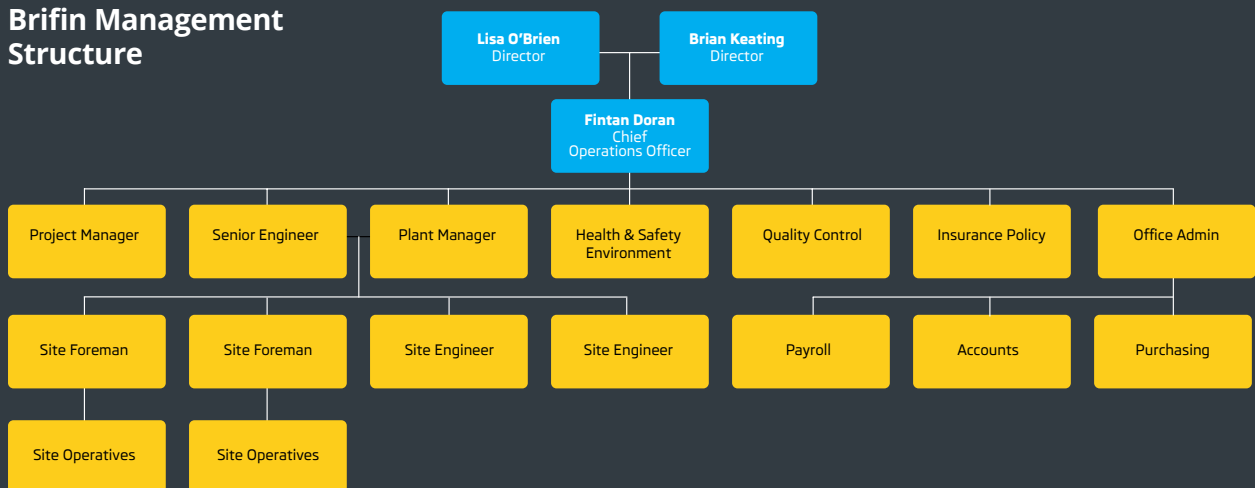 Brifin Management
Structure
Lisa O'Brien
Director
Brian Keating
Director
Fintan Doran
Chief
Operations Officer
Project Manager
Senior Engineer
Plant Manager
Health & Safety
Environment
Quality Control
Insurance Policy
Office Admin
Site Foreman
Site Foreman
Site Engineer
Site Engineer
Payroll
Accounts
Purchasing
Site Operatives
Site Operatives